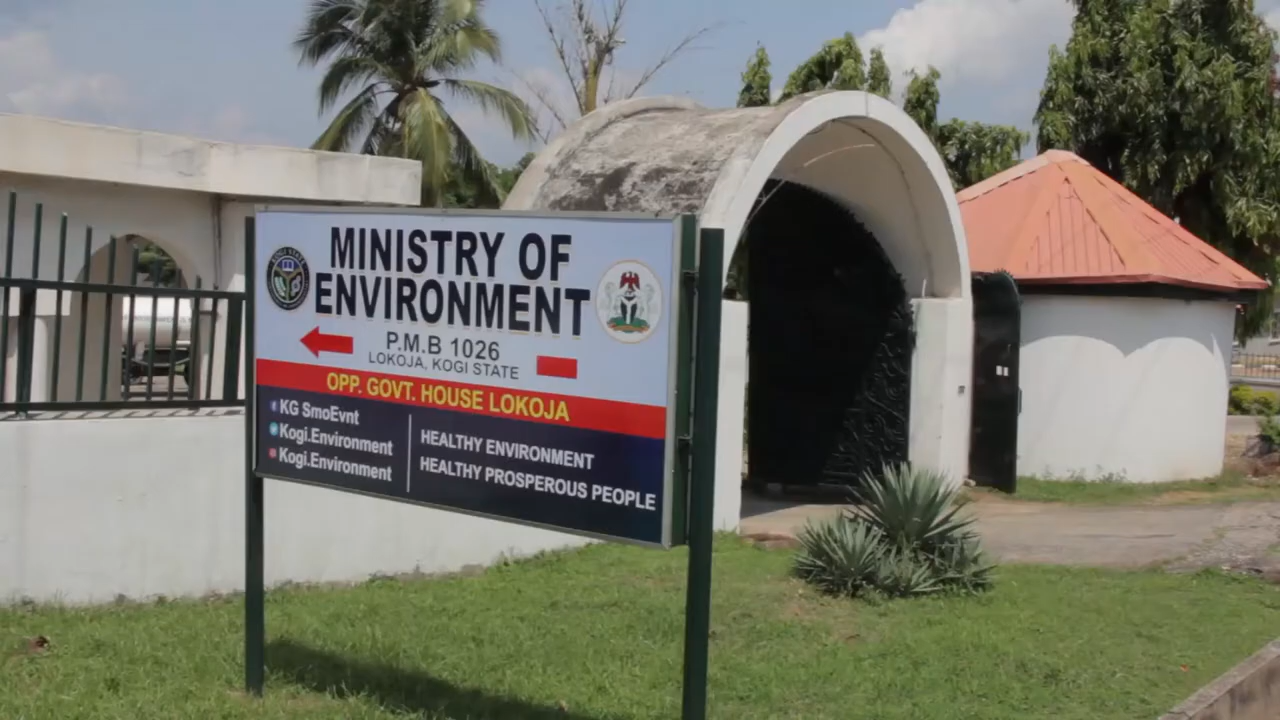 MINISTRY OF
ENVIRONMENT
P.M.B 1026
LOKOJA, KOGI STATE
OPP. GOVT. HOUSE LOKOJA
KG SmoEvnt
Kogi.Environment
Kogi.Environment
HEALTHY ENVIRONMENT
HEALTHY PROSPEROUS PEOPLE